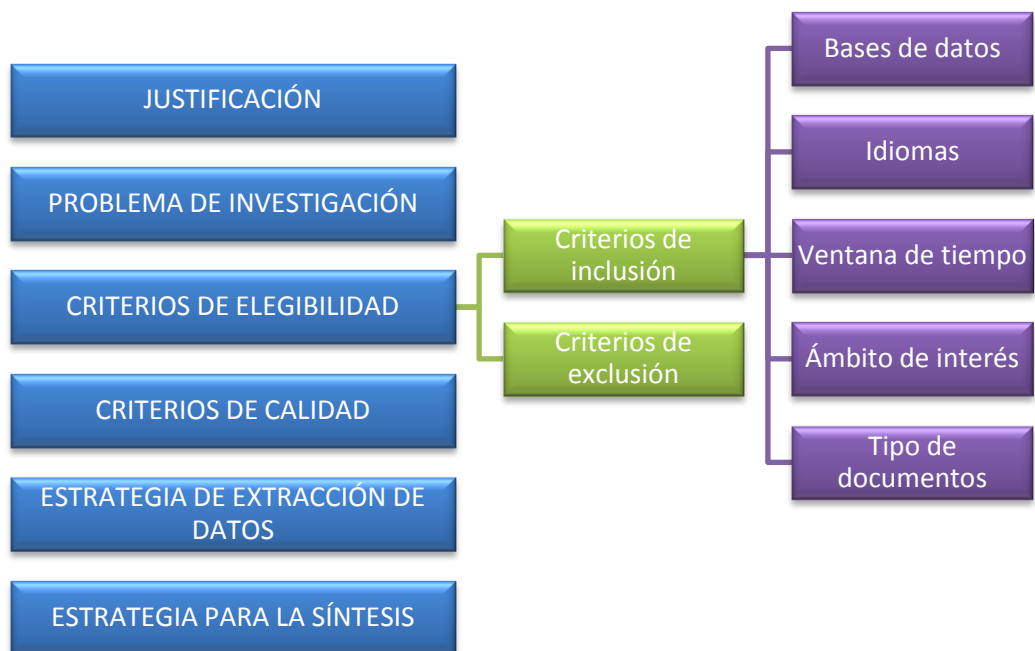 JUSTIFICACIÓN
PROBLEMA DE INVESTIGACIÓN
CRITERIOS DE ELEGIBILIDAD
CRITERIOS DE CALIDAD
ESTRATEGIA DE EXTRACCIÓN DE
DATOS
ESTRATEGIA PARA LA SÍNTESIS
Criterios de
inclusión
Criterios de
exclusión
Bases de datos
Idiomas
Ventana de tiempo
Ámbito de interés
Tipo de
documentos